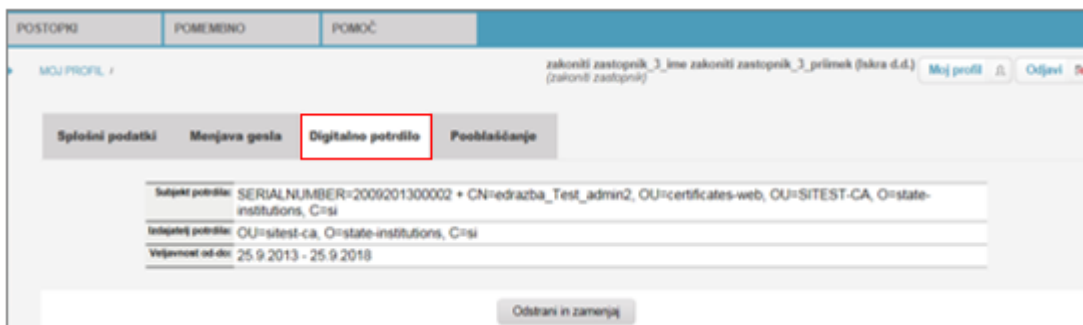 POSTOPKI POMEMBNO POMOČ
MOJ PROFIL / zakoniti zastopnik_3_ime zakoniti zastopnik_3_priimek (Iskra d.d.) Moj profil Odjavi
(zakoniti zastopnik)
Splošni podatki Menjava gesla Digitalno potrdilo Pooblaščanje
Subjekt potrdila: SERIALNUMBER=2009201300002 + CN=edrazba_Test_admin2, OU=certificates-web, OU=SITEST-CA, O=state-
institutions, C=si
Izdajatelj potrdila: OU=sitest-ca, O=state-institutions, C=si
Veljavnost od-do: 25.9.2013 - 25.9.2018
Odstrani in zamenjaj